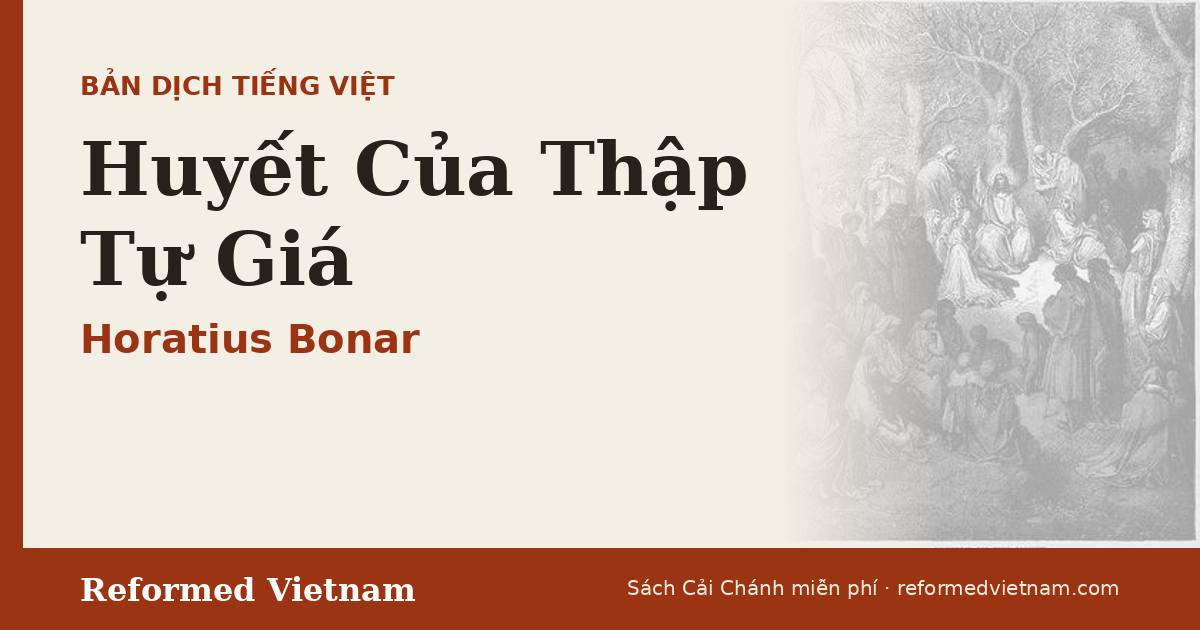 BẢN DỊCH TIẾNG VIỆT
Huyết Của Thập
Tự Giá
Horatius Bonar
Reformed Vietnam
Sách Cải Chánh miễn phí · reformedvietnam.com